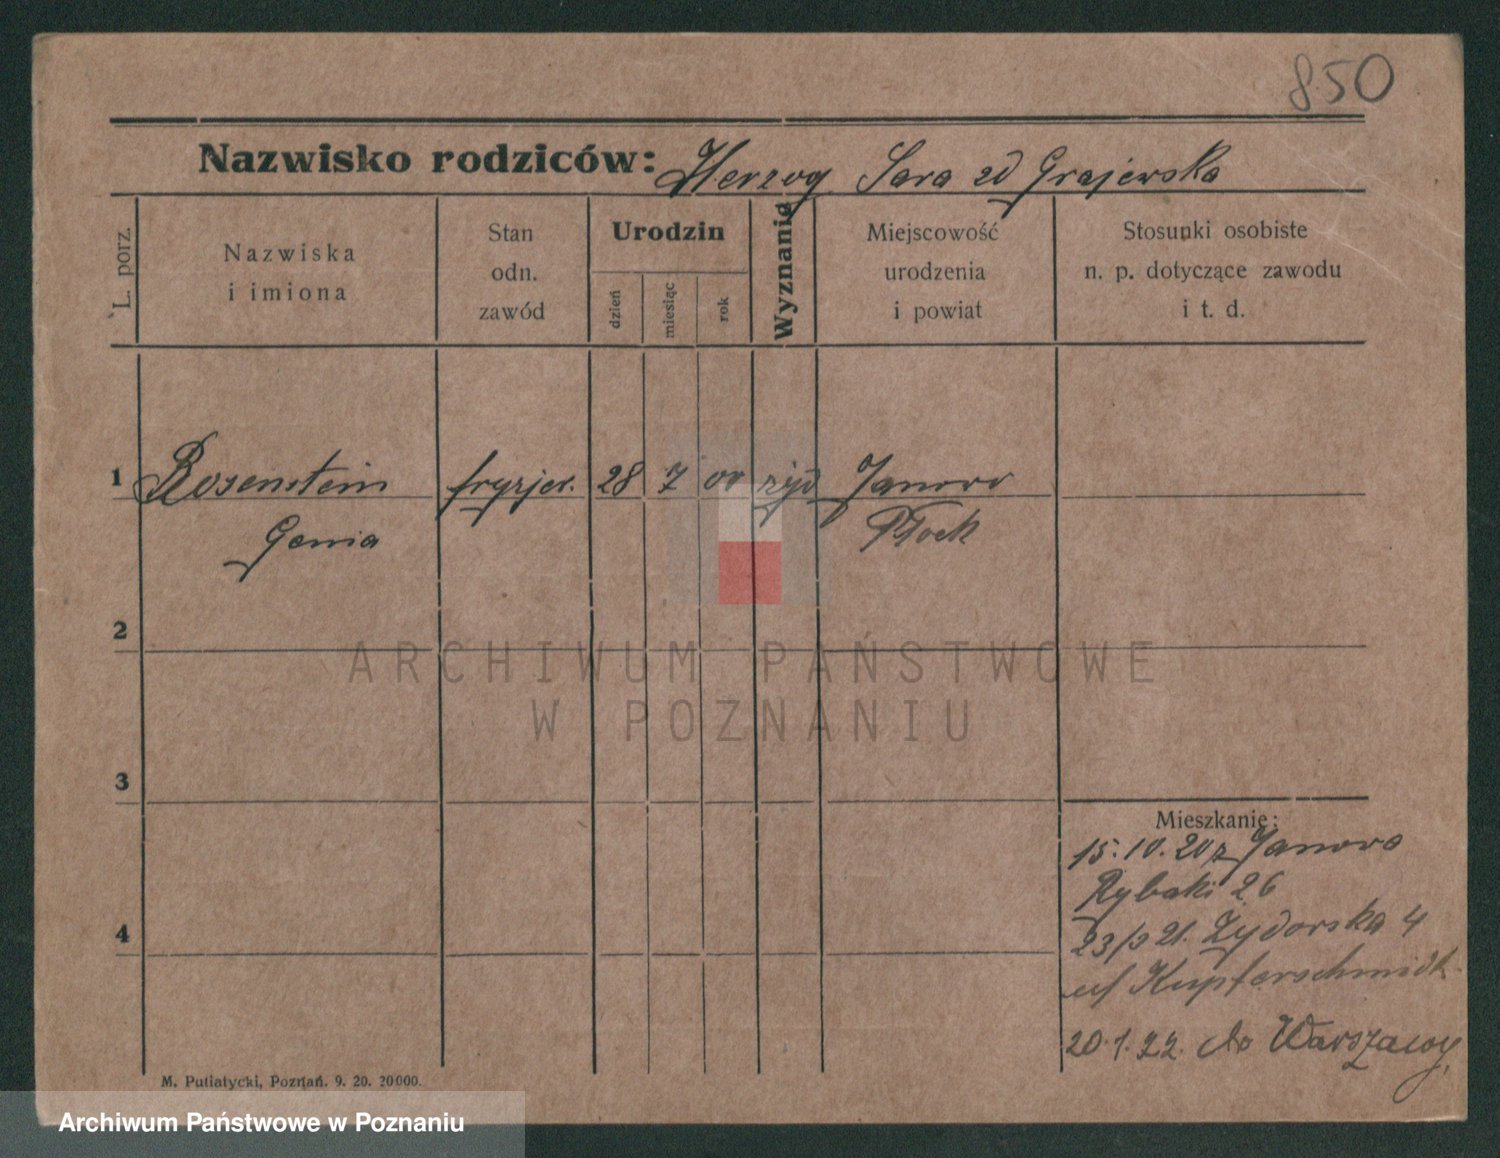 850
Nazwisko rodziców: Herzog Sara zd Grajewska
L. porz.
Nazwiska
i imiona
Stan
odn.
zawód
Urodzin
dzień
miesiąc
rok
Wyznanie
Miejscowość
urodzenia
i powiat
Stosunki osobiste
n. p. dotyczące zawodu
i t. d.
1 Rosenstein fryzjer. 28 7 00 żyd Janowo
Genia Płock
2
ARCHIWUM PAŃSTWOWE
W POZNANIU
3
Mieszkanie:
15.10.20 z Janowo
Rybaki 26
4
23/2 21. Żydowska 4
Kupferschmidt
20.1.22. do Warszawy,
M. Putiatycki, Poznań. 9. 20. 20000.
Archiwum Państwowe w Poznaniu